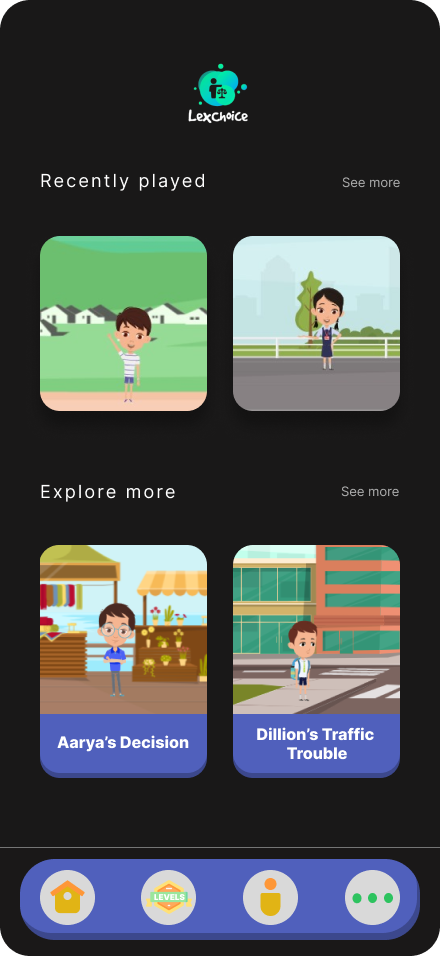 LexChoice
Recently played
See more
Explore more
See more
Aarya's Decision
Dillion's Traffic
Trouble
LEVELS